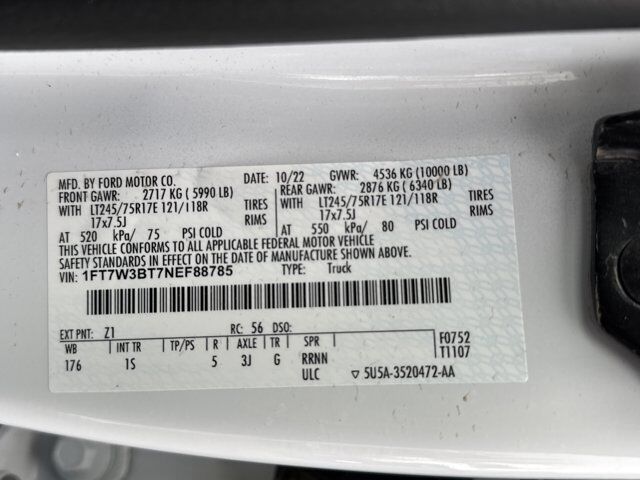 MFD. BY FORD MOTOR CO. DATE: 10/22 GVWR: 4536 KG (10000 LB)
FRONT GAWR: 2717 KG (5990 LB) REAR GAWR: 2876 KG (6340 LB)
WITH LT245/75R17E 121/118R TIRES WITH LT245/75R17E 121/118R TIRES
17x7.5J RIMS 17x7.5J RIMS
AT 520 kPa/ 75 PSI COLD AT 550 kPa/ 80 PSI COLD
THIS VEHICLE CONFORMS TO ALL APPLICABLE FEDERAL MOTOR VEHICLE
SAFETY STANDARDS IN EFFECT ON THE DATE OF MANUFACTURE SHOWN ABOVE.
VIN: 1FT7W3BT7NEF88785 TYPE: Truck
EXT PNT: Z1 RC: 56 DSO: F0752
WB INT TR TP/PS R AXLE TR SPR T1107
176 1S 5 3J G RRNN
ULC ▽ 5U5A-3520472-AA